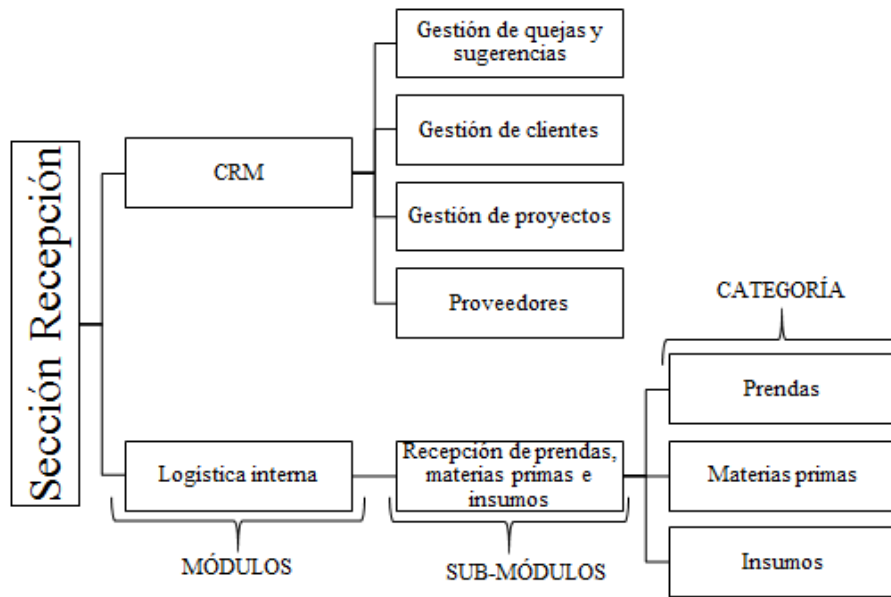 Sección Recepción
CRM
Gestión de quejas y
sugerencias
Gestión de clientes
Gestión de proyectos
Proveedores
Logistica interna
Recepción de prendas,
materias primas e
insumos
CATEGORÍA
Prendas
Materias primas
Insumos
MÓDULOS
SUB-MÓDULOS